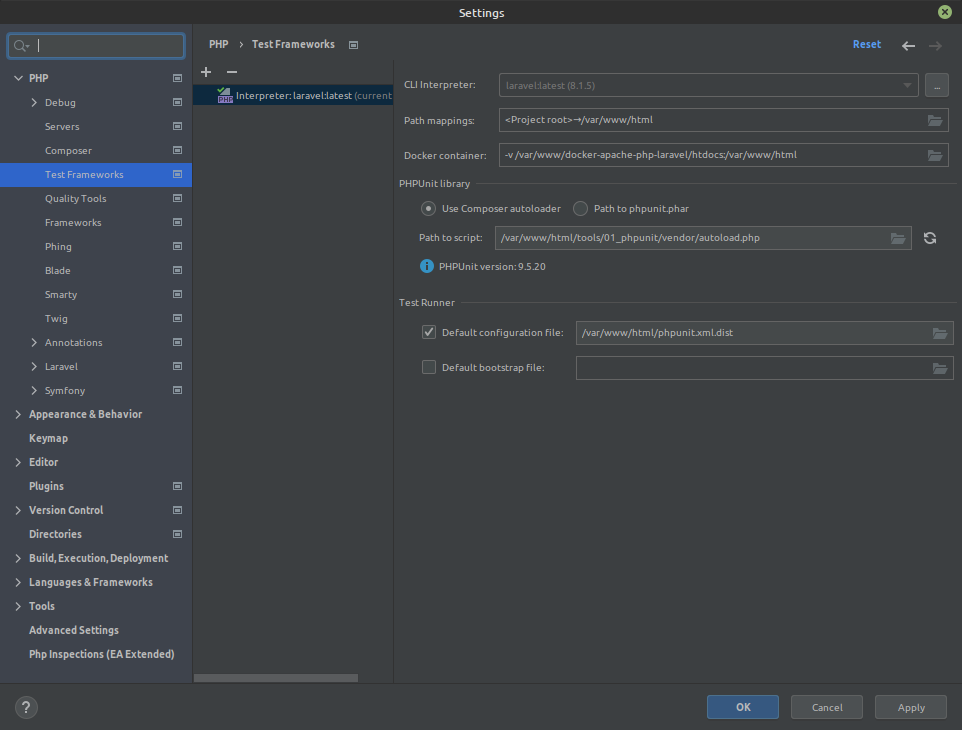 Settings
PHP › Test Frameworks
Reset
PHP
Debug
Servers
Composer
Test Frameworks
Quality Tools
Frameworks
Phing
Blade
Smarty
Twig
Annotations
Laravel
Symfony
Appearance & Behavior
Keymap
Editor
Plugins
Version Control
Directories
Build, Execution, Deployment
Languages & Frameworks
Tools
Advanced Settings
Php Inspections (EA Extended)
PHP
Interpreter: laravel:latest (current
CLI Interpreter: laravel:latest (8.1.5) ...
Path mappings: <Project root>→/var/www/html
Docker container: -v /var/www/docker-apache-php-laravel/htdocs:/var/www/html
PHPUnit library
Use Composer autoloader Path to phpunit.phar
Path to script: /var/www/html/tools/01_phpunit/vendor/autoload.php
i PHPUnit version: 9.5.20
Test Runner
Default configuration file: /var/www/html/phpunit.xml.dist
Default bootstrap file:
? OK Cancel Apply